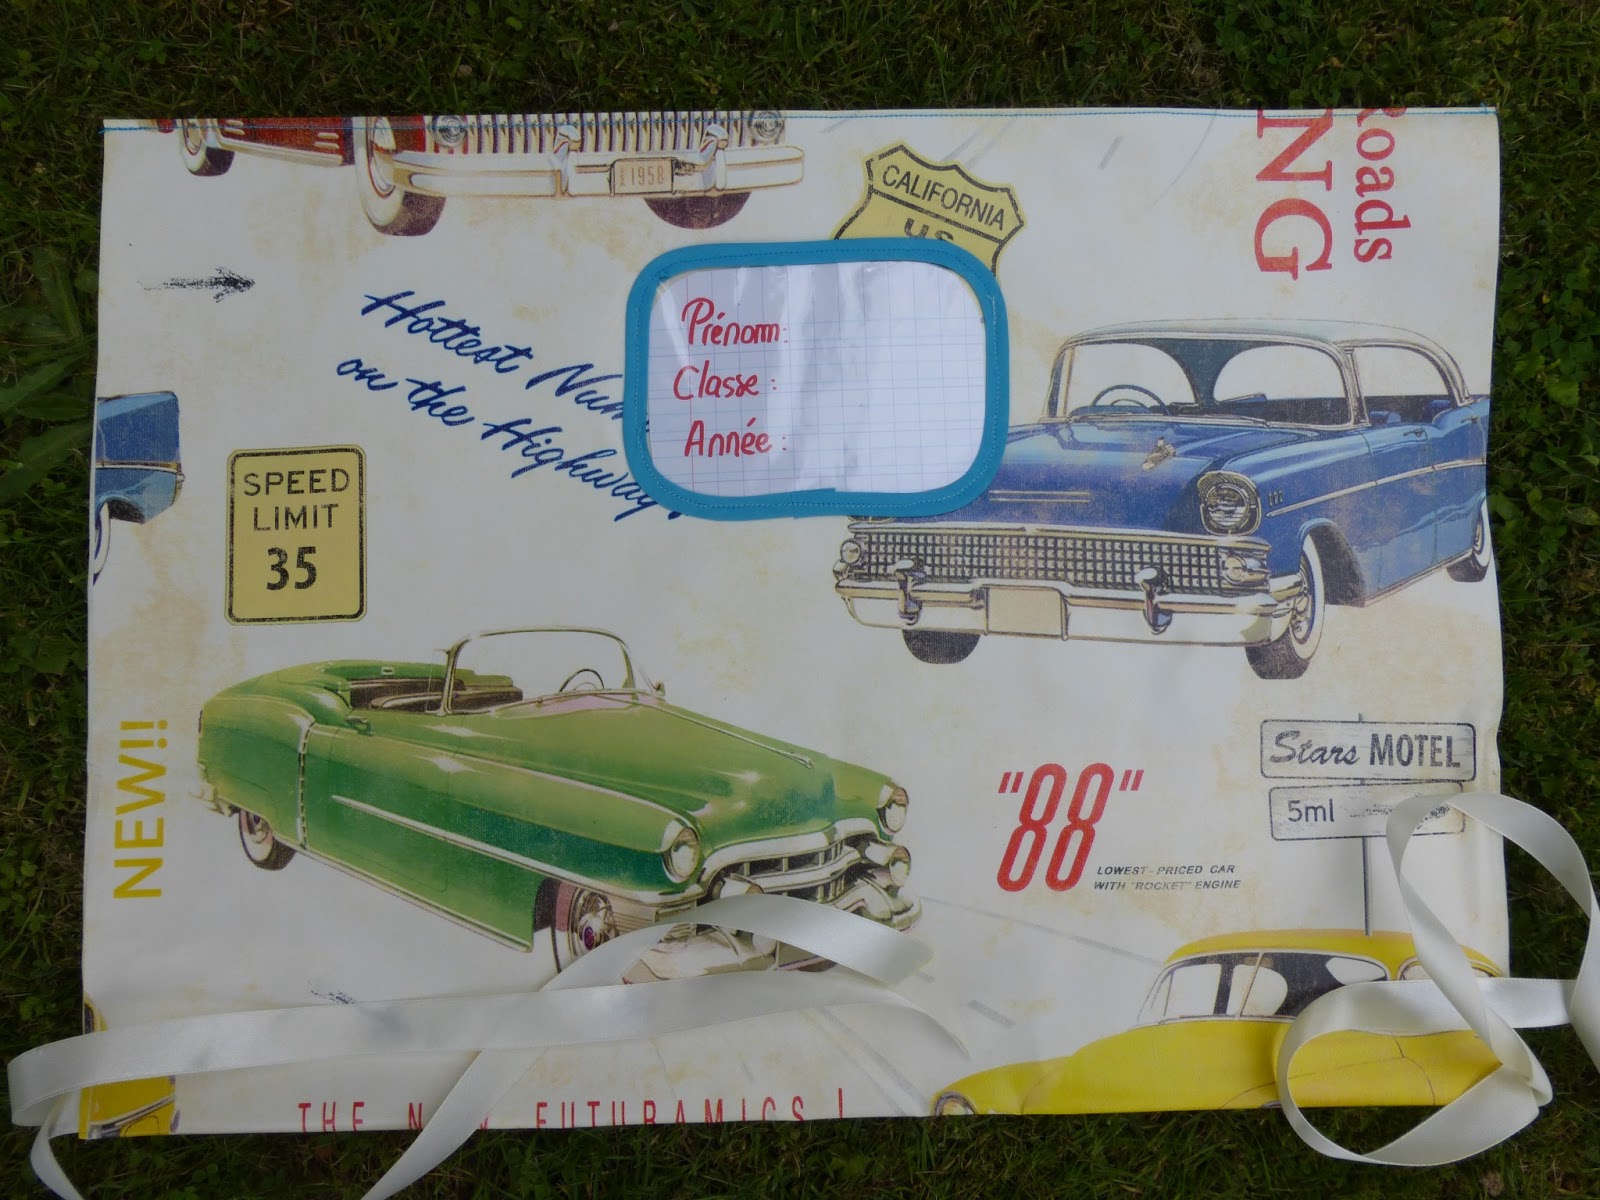 1958
CALIFORNIA
U.S
Roads
NG
Hottest
on the Highway!
Prénom:
Classe:
Année:
SPEED
LIMIT
35
NEW!!
"88"
LOWEST-PRICED CAR
WITH "ROCKET" ENGINE
Stars MOTEL
5ml
THE FUTURAMICS!